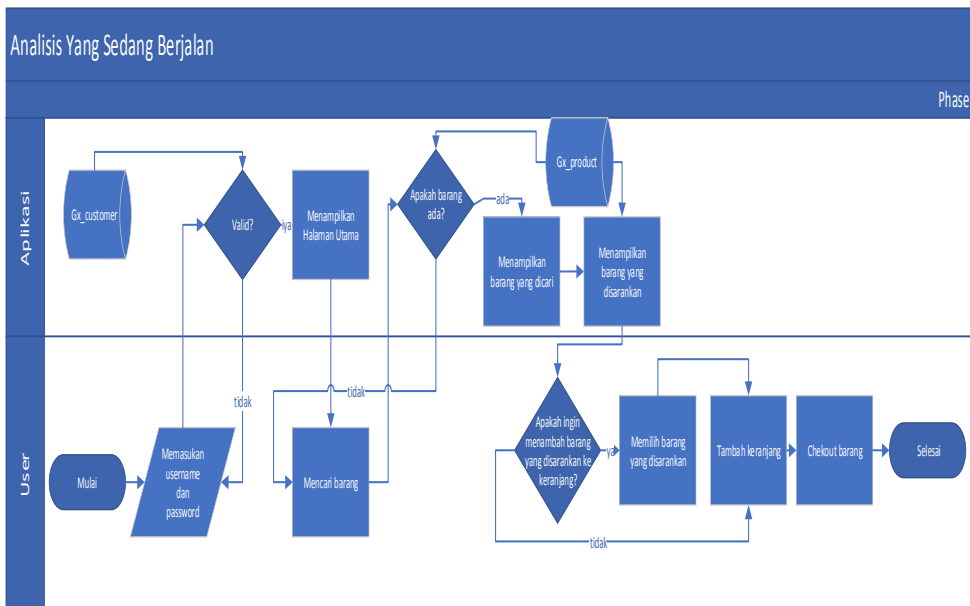 Analisis Yang Sedang Berjalan
Phase
Aplikasi
Gx_customer
Valid?
iya
Menampilkan
Halaman Utama
Apakah barang
ada?
ada
Gx_product
Menampilkan
barang yang dicari
Menampilkan
barang yang
disarankan
User
Mulai
Memasukan
username
dan
password
tidak
Mencari barang
tidak
Apakah ingin
menambah barang
yang disarankan ke
keranjang?
ya
Memilih barang
yang disarankan
Tambah keranjang
Chekout barang
Selesai
tidak